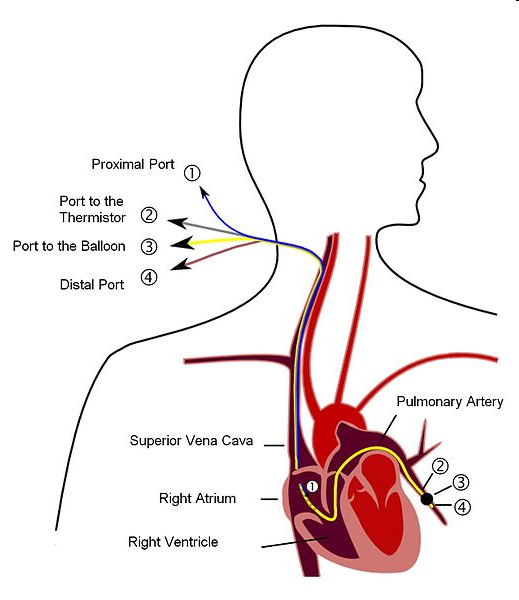 Proximal Port ①
Port to the
Thermistor ②
Port to the Balloon ③
Distal Port ④
Pulmonary Artery
Superior Vena Cava
②
③
①
Right Atrium
④
Right Ventricle